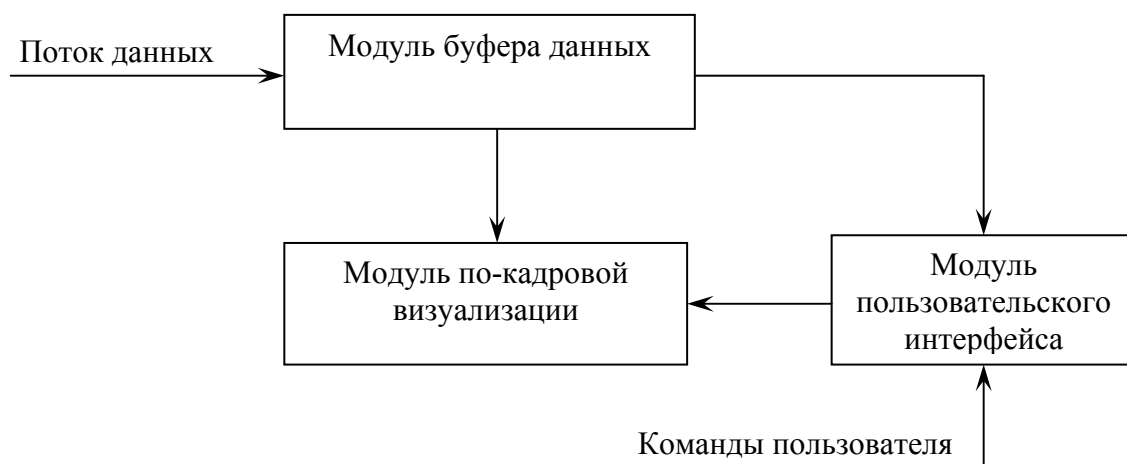 Поток данных
Модуль буфера данных
Модуль по-кадровой
визуализации
Модуль
пользовательского
интерфейса
Команды пользователя